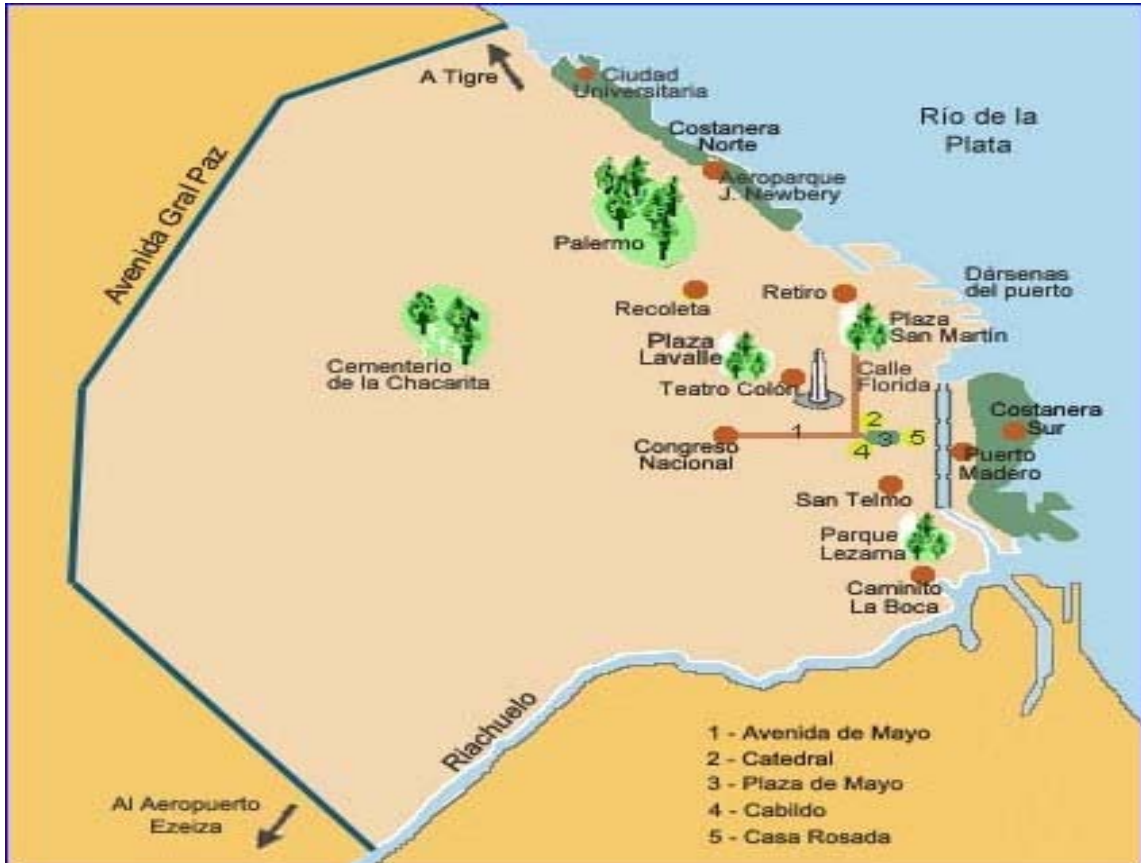 A Tigre
Ciudad
Universitaria
Río de la
Plata
Costanera
Norte
Aeroparque
J. Newbery
Avenida Gral Paz
Palermo
Dársenas
del puerto
Recoleta
Retiro
Plaza
San Martín
Plaza
Lavalle
Cementerio
de la Chacarita
Teatro Colón
Calle
Florida
Costanera
Sur
Congreso
Nacional
1
2
3
4
5
Puerto
Madero
San Telmo
Parque
Lezama
Caminito
La Boca
Riachuelo
Al Aeropuerto
Ezeiza
1 - Avenida de Mayo
2 - Catedral
3 - Plaza de Mayo
4 - Cabildo
5 - Casa Rosada